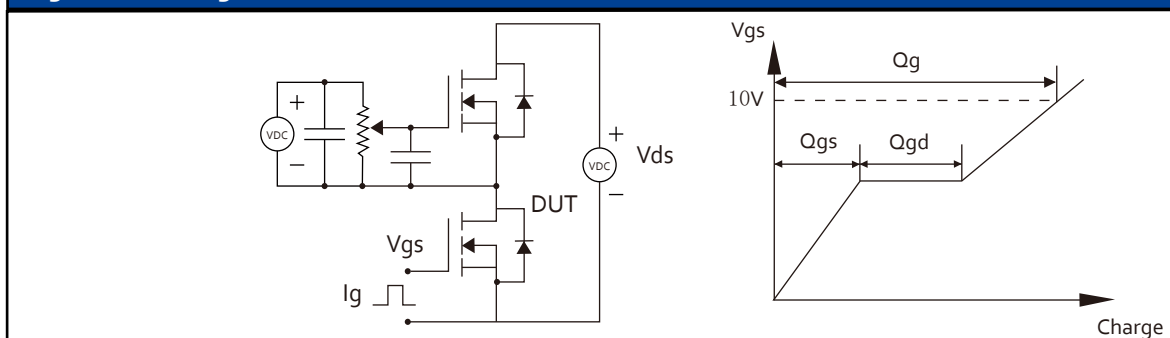 +
VDC
−
+
VDC
−
Vds
DUT
Vgs
Ig
Vgs
Qg
10V
Qgs
Qgd
Charge